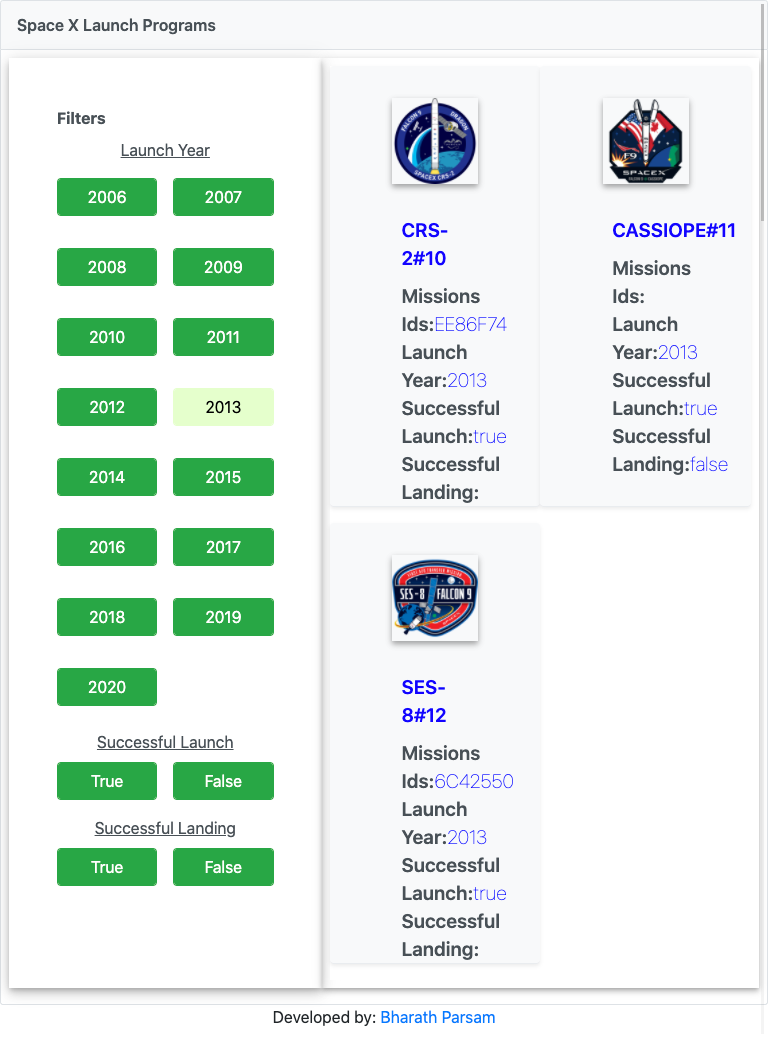 Space X Launch Programs
Filters
Launch Year
2006 2007
2008 2009
2010 2011
2012 2013
2014 2015
2016 2017
2018 2019
2020
Successful Launch
True False
Successful Landing
True False
FALCON 9 DRAGON
SPACEX CRS-2
CRS-
2#10
Missions
Ids:EE86F74
Launch
Year:2013
Successful
Launch:true
Successful
Landing:
F9
SPACEX
CASSIOPE#11
Missions
Ids:
Launch
Year:2013
Successful
Launch:true
Successful
Landing:false
SES-8 FALCON 9
SES-
8#12
Missions
Ids:6C42550
Launch
Year:2013
Successful
Launch:true
Successful
Landing:
Developed by: Bharath Parsam